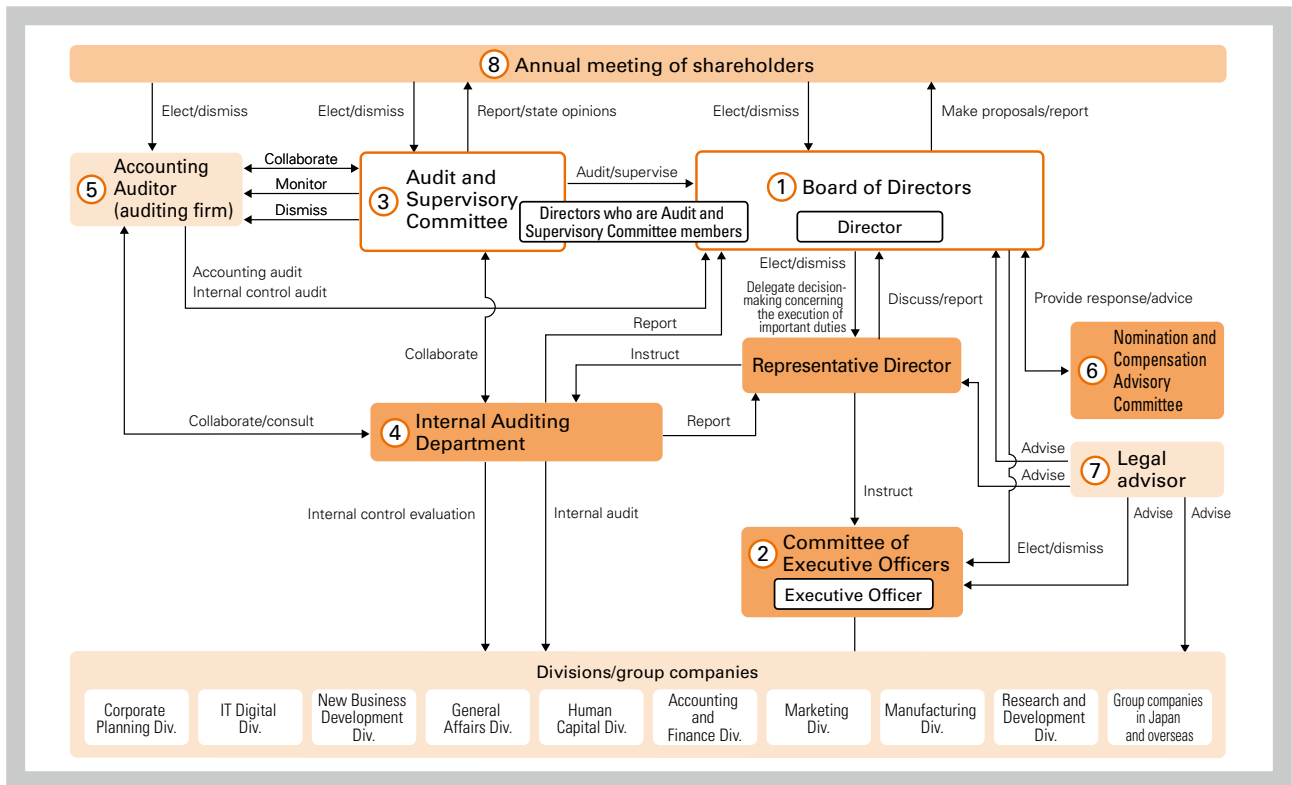 8 Annual meeting of shareholders
Elect/dismiss
Elect/dismiss
Report/state opinions
Elect/dismiss
Make proposals/report
5
Accounting
Auditor
(auditing firm)
Collaborate
Monitor
Dismiss
3
Audit and
Supervisory
Committee
Audit/supervise
1 Board of Directors
Directors who are Audit and
Supervisory Committee members
Director
Accounting audit
Internal control audit
Elect/dismiss
Delegate decision-
making concerning
the execution of
important duties
Discuss/report
Provide response/advice
Report
Collaborate
Instruct
Representative Director
6
Nomination and
Compensation
Advisory
Committee
Collaborate/consult
4
Internal Auditing
Department
Report
Advise
Advise
7
Legal
advisor
Internal control evaluation
Internal audit
Instruct
Advise
Advise
2
Committee of
Executive Officers
Executive Officer
Elect/dismiss
Divisions/group companies
Corporate
Planning Div.
IT Digital
Div.
New Business
Development
Div.
General
Affairs Div.
Human
Capital Div.
Accounting
and
Finance Div.
Marketing
Div.
Manufacturing
Div.
Research and
Development
Div.
Group companies
in Japan
and overseas